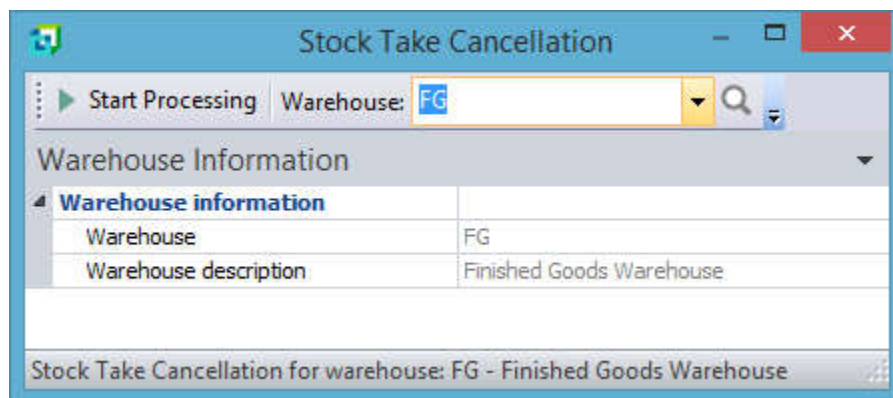 Stock Take Cancellation
Start Processing Warehouse: FG
Warehouse Information
Warehouse information
Warehouse FG
Warehouse description Finished Goods Warehouse
Stock Take Cancellation for warehouse: FG - Finished Goods Warehouse